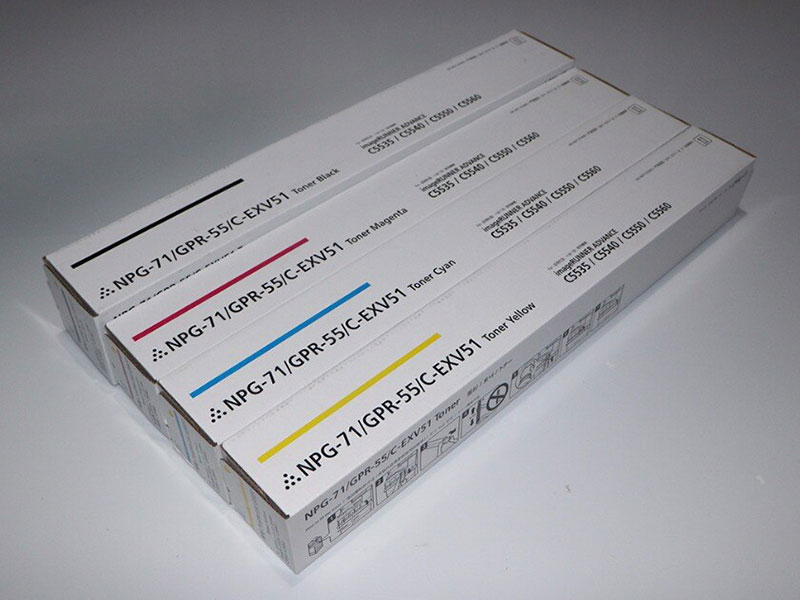 NPG-71/GPR-55/C-EXV51 Toner Black
imageRUNNER ADVANCE
C5535 / C5540 / C5550 / C5560
NPG-71/GPR-55/C-EXV51 Toner Magenta
imageRUNNER ADVANCE
C5535 / C5540 / C5550 / C5560
NPG-71/GPR-55/C-EXV51 Toner Cyan
imageRUNNER ADVANCE
C5535 / C5540 / C5550 / C5560
NPG-71/GPR-55/C-EXV51 Toner Yellow
imageRUNNER ADVANCE
C5535 / C5540 / C5550 / C5560
NPG-71/GPR-55/C-EXV51 Toner